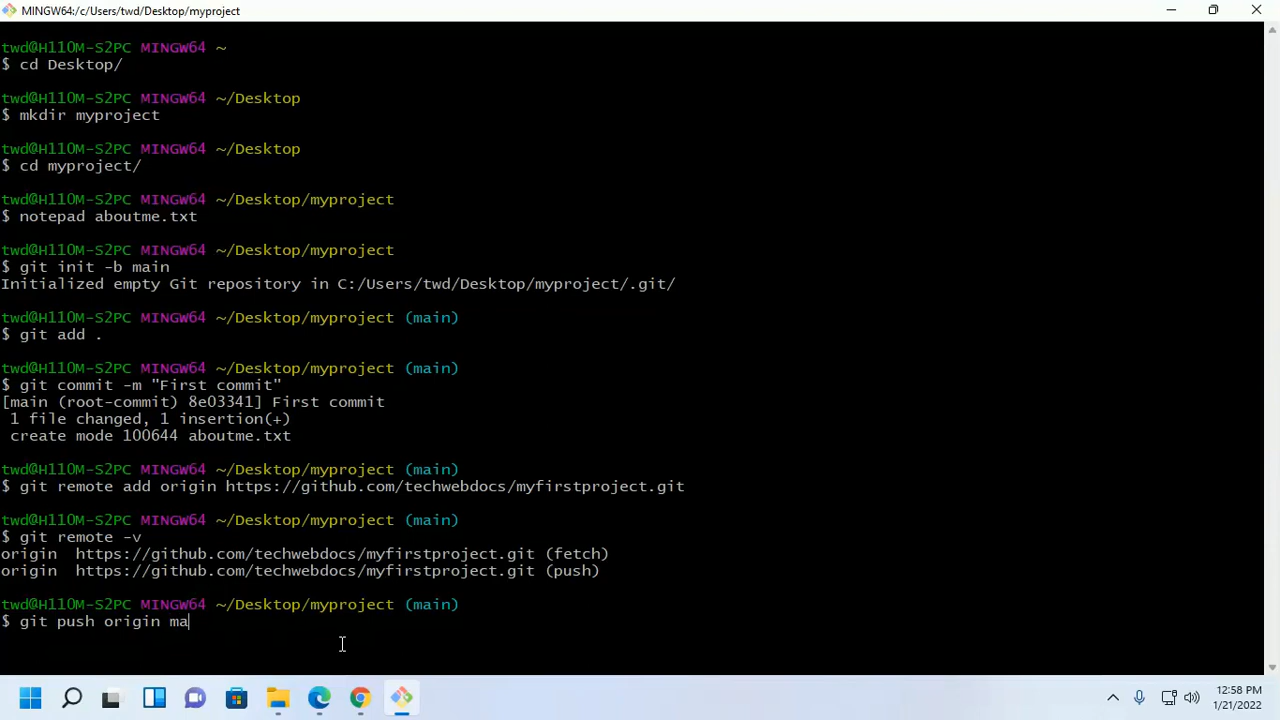 MINGW64:/c/Users/twd/Desktop/myproject
twd@H110M-S2PC MINGW64 ~
$ cd Desktop/
twd@H110M-S2PC MINGW64 ~/Desktop
$ mkdir myproject
twd@H110M-S2PC MINGW64 ~/Desktop
$ cd myproject/
twd@H110M-S2PC MINGW64 ~/Desktop/myproject
$ notepad aboutme.txt
twd@H110M-S2PC MINGW64 ~/Desktop/myproject
$ git init -b main
Initialized empty Git repository in C:/Users/twd/Desktop/myproject/.git/
twd@H110M-S2PC MINGW64 ~/Desktop/myproject (main)
$ git add .
twd@H110M-S2PC MINGW64 ~/Desktop/myproject (main)
$ git commit -m "First commit"
[main (root-commit) 8e03341] First commit
1 file changed, 1 insertion(+)
create mode 100644 aboutme.txt
twd@H110M-S2PC MINGW64 ~/Desktop/myproject (main)
$ git remote add origin https://github.com/techwebdocs/myfirstproject.git
twd@H110M-S2PC MINGW64 ~/Desktop/myproject (main)
$ git remote -v
origin  https://github.com/techwebdocs/myfirstproject.git (fetch)
origin  https://github.com/techwebdocs/myfirstproject.git (push)
twd@H110M-S2PC MINGW64 ~/Desktop/myproject (main)
$ git push origin ma
12:58 PM
1/21/2022